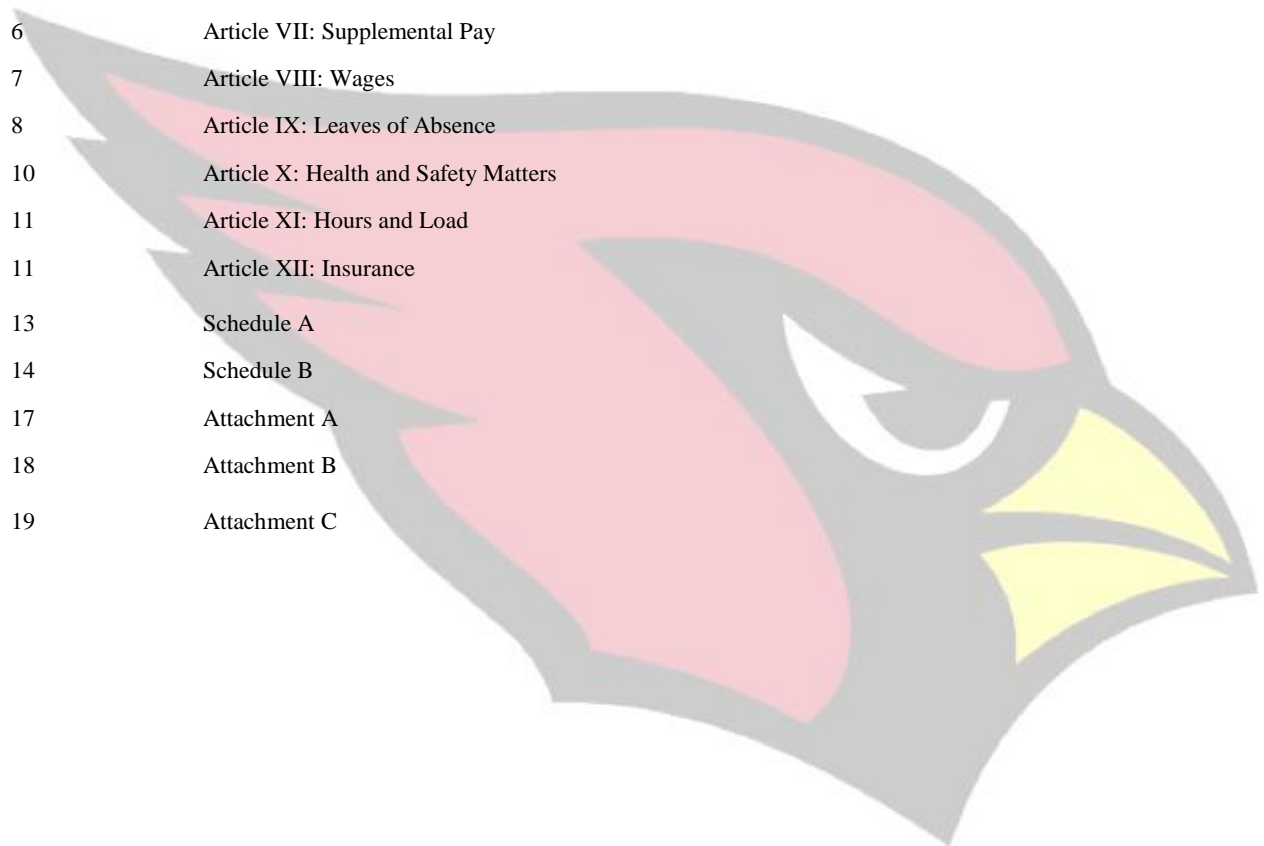 6 Article VII: Supplemental Pay
7 Article VIII: Wages
8 Article IX: Leaves of Absence
10 Article X: Health and Safety Matters
11 Article XI: Hours and Load
11 Article XII: Insurance
13 Schedule A
14 Schedule B
17 Attachment A
18 Attachment B
19 Attachment C